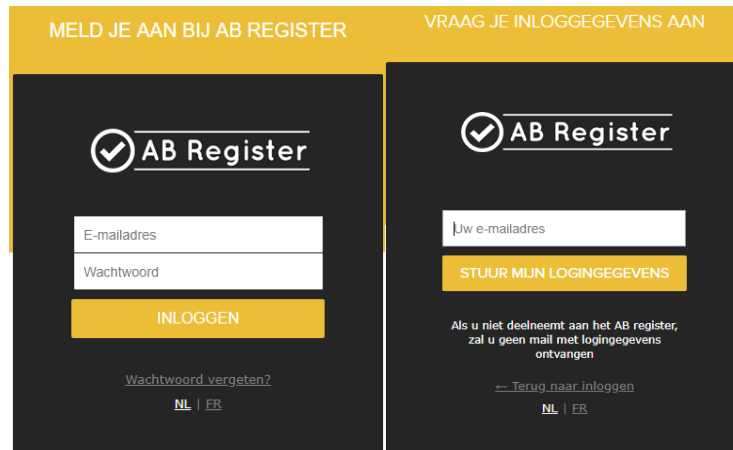 MELD JE AAN BIJ AB REGISTER
AB Register
E-mailadres
Wachtwoord
INLOGGEN
Wachtwoord vergeten?
NL | FR
VRAAG JE INLOGGEGEVENS AAN
AB Register
Uw e-mailadres
STUUR MIJN LOGINGEGEVENS
Als u niet deelneemt aan het AB register,
zal u geen mail met logingegevens
ontvangen
← Terug naar inloggen
NL | FR